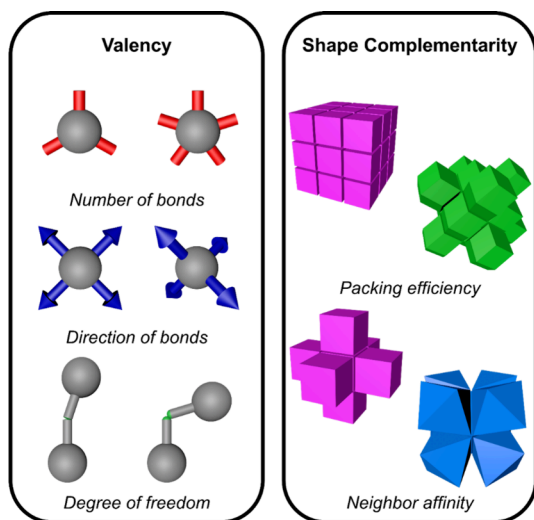 Valency
Number of bonds
Direction of bonds
Degree of freedom
Shape Complementarity
Packing efficiency
Neighbor affinity